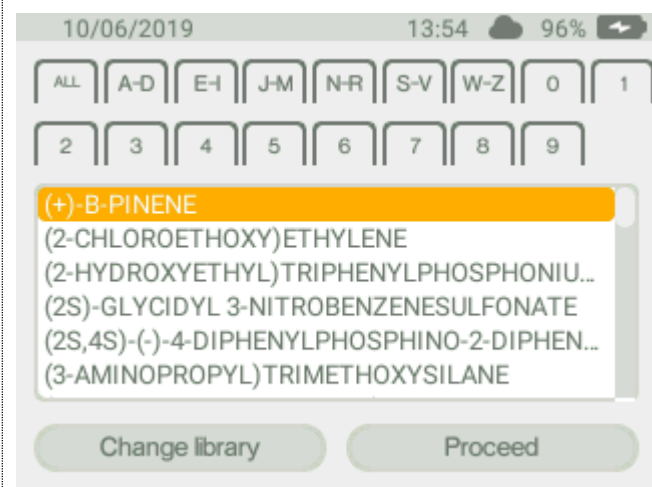 10/06/2019 13:54 96%
ALL A-D E-I J-M N-R S-V W-Z 0 1
2 3 4 5 6 7 8 9
(+)-B-PINENE
(2-CHLOROETHOXY)ETHYLENE
(2-HYDROXYETHYL)TRIPHENYLPHOSPHONIU...
(2S)-GLYCIDYL 3-NITROBENZENESULFONATE
(2S,4S)-(-)-4-DIPHENYLPHOSPHINO-2-DIPHEN...
(3-AMINOPROPYL)TRIMETHOXYSILANE
Change library Proceed